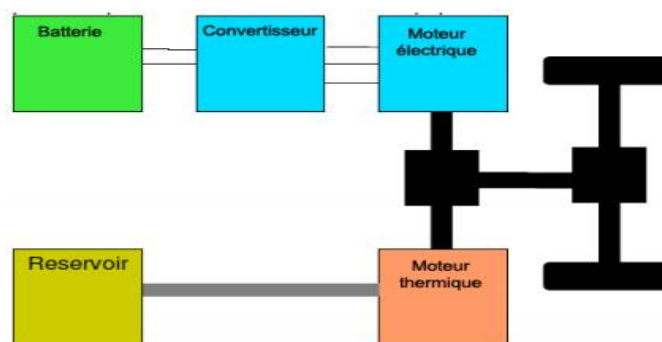 Batterie
Convertisseur
Moteur
électrique
Reservoir
Moteur
thermique